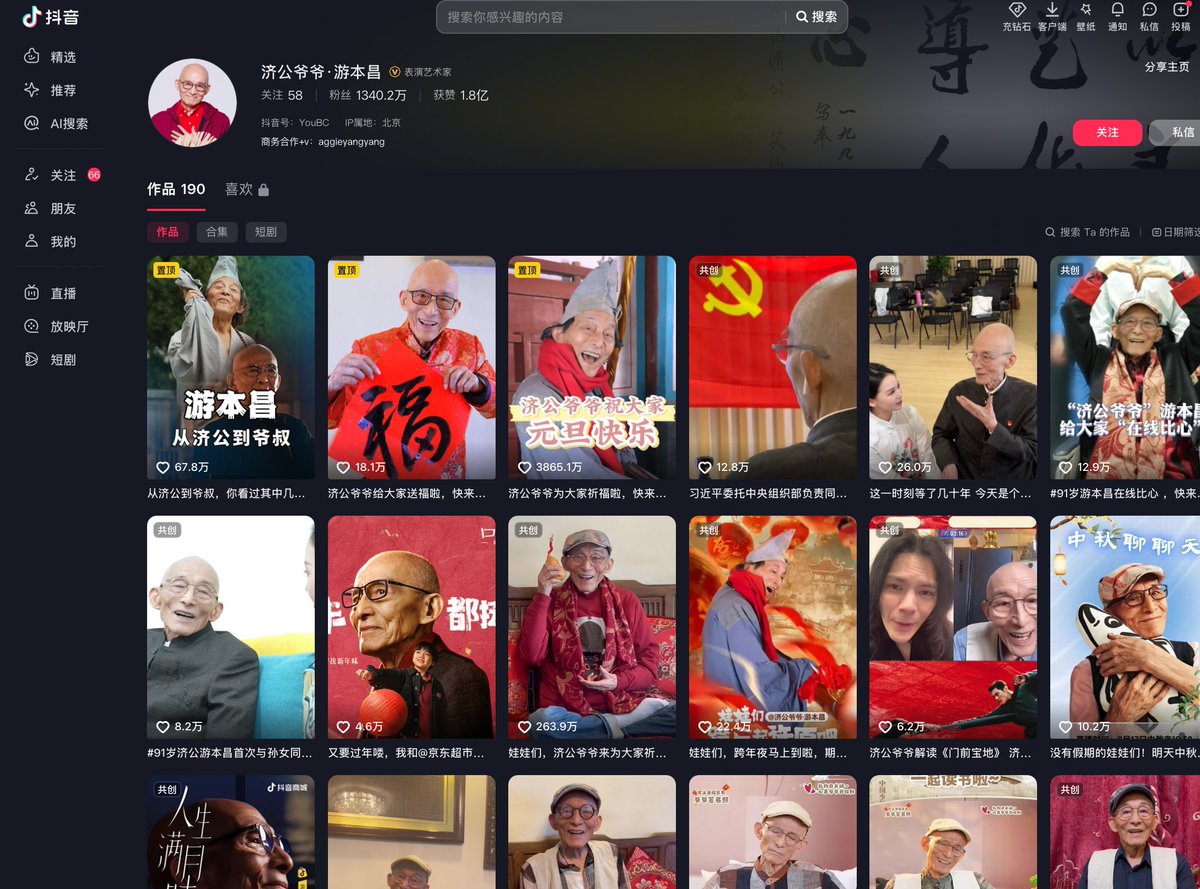 抖音
搜索你感兴趣的内容
搜索
充钻石
客户端
壁纸
通知
私信
投稿
精选
推荐
AI搜索
关注 66
朋友
我的
直播
放映厅
短剧
济公爷爷·游本昌 表演艺术家
关注 58 粉丝 1340.2万 获赞 1.8亿
抖音号：YouBC IP属地：北京
商务合作+v：aggieyangyang
分享主页
关注
私信
作品 190 喜欢
作品 合集 短剧
搜索 Ta 的作品 日期筛选
置顶
游本昌
从济公到爷叔
67.8万
从济公到爷叔，你看过其中几...
置顶
福
18.1万
济公爷爷给大家送福啦，快来...
置顶
济公爷爷祝大家
元旦快乐
3865.1万
济公爷爷为大家祈福啦，快来...
共创
12.8万
习近平委托中央组织部负责同...
共创
26.0万
这一时刻等了几十年 今天是个...
共创
“济公爷爷”游本昌
给大家“在线比心”
12.9万
#91岁游本昌在线比心，快来...
共创
8.2万
#91岁济公游本昌首次与孙女同...
都
找新年味
4.6万
又要过年喽，我和@京东超市...
共创
263.9万
娃娃们，济公爷爷来为大家祈...
共创
娃娃们
@济公爷爷·游本昌
22.4万
娃娃们，跨年夜马上到啦，期...
共创
03:16
6.2万
济公爷爷解读《门前宝地》 济...
中秋聊聊天
10.2万
没有假期的娃娃们！明天中秋...
共创
抖音商城
人生
满月
一起读书啦~
共创